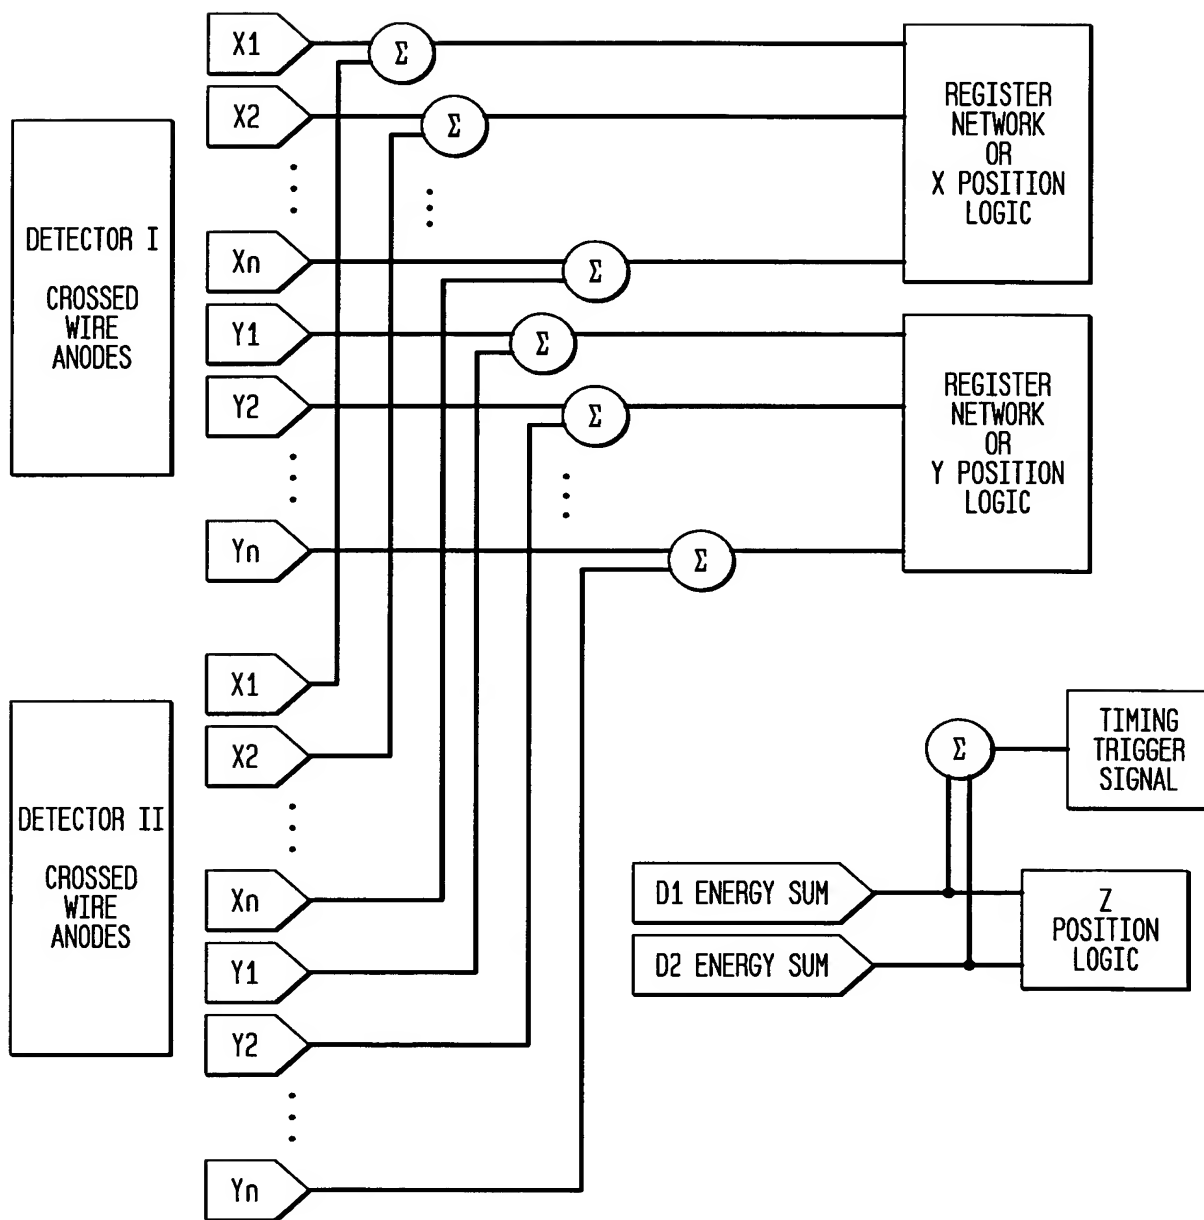 X1
Σ
X2
Σ
Xn
Σ
Y1
Σ
Y2
Σ
Yn
Σ
DETECTOR I
CROSSED
WIRE
ANODES
REGISTER
NETWORK
OR
X POSITION
LOGIC
REGISTER
NETWORK
OR
Y POSITION
LOGIC
X1
X2
Xn
Y1
Y2
Yn
DETECTOR II
CROSSED
WIRE
ANODES
Σ
TIMING
TRIGGER
SIGNAL
D1 ENERGY SUM
D2 ENERGY SUM
Z
POSITION
LOGIC